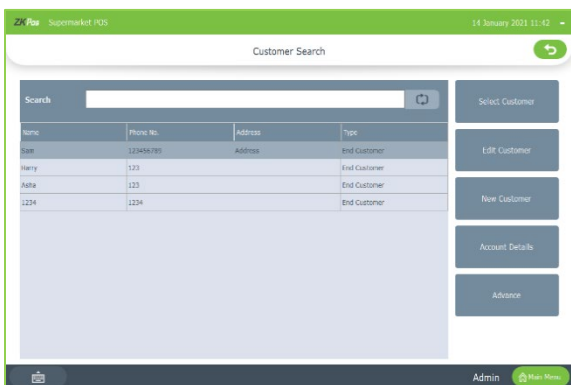 ZKPos Supermarket POS 14 January 2021 11:42
Customer Search
Search
Select Customer
Name Phone No. Address Type
Sam 123456785 Address End Customer
Edit Customer
Harry 123 End Customer
Asha 123 End Customer
1234 1234 End Customer
New Customer
Account Details
Advance
Admin Main Menu